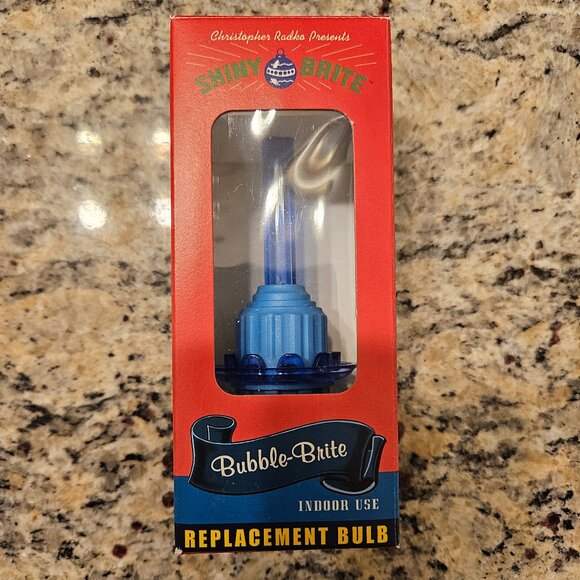 Christopher Radko Presents
SHINY BRITE
Bubble-Brite
INDOOR USE
REPLACEMENT BULB